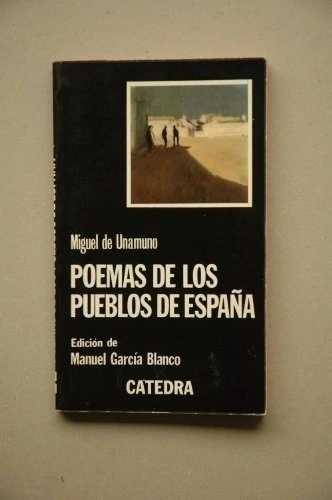 Miguel de Unamuno
POEMAS DE LOS
PUEBLOS DE ESPAÑA
Edición de
Manuel García Blanco
CATEDRA